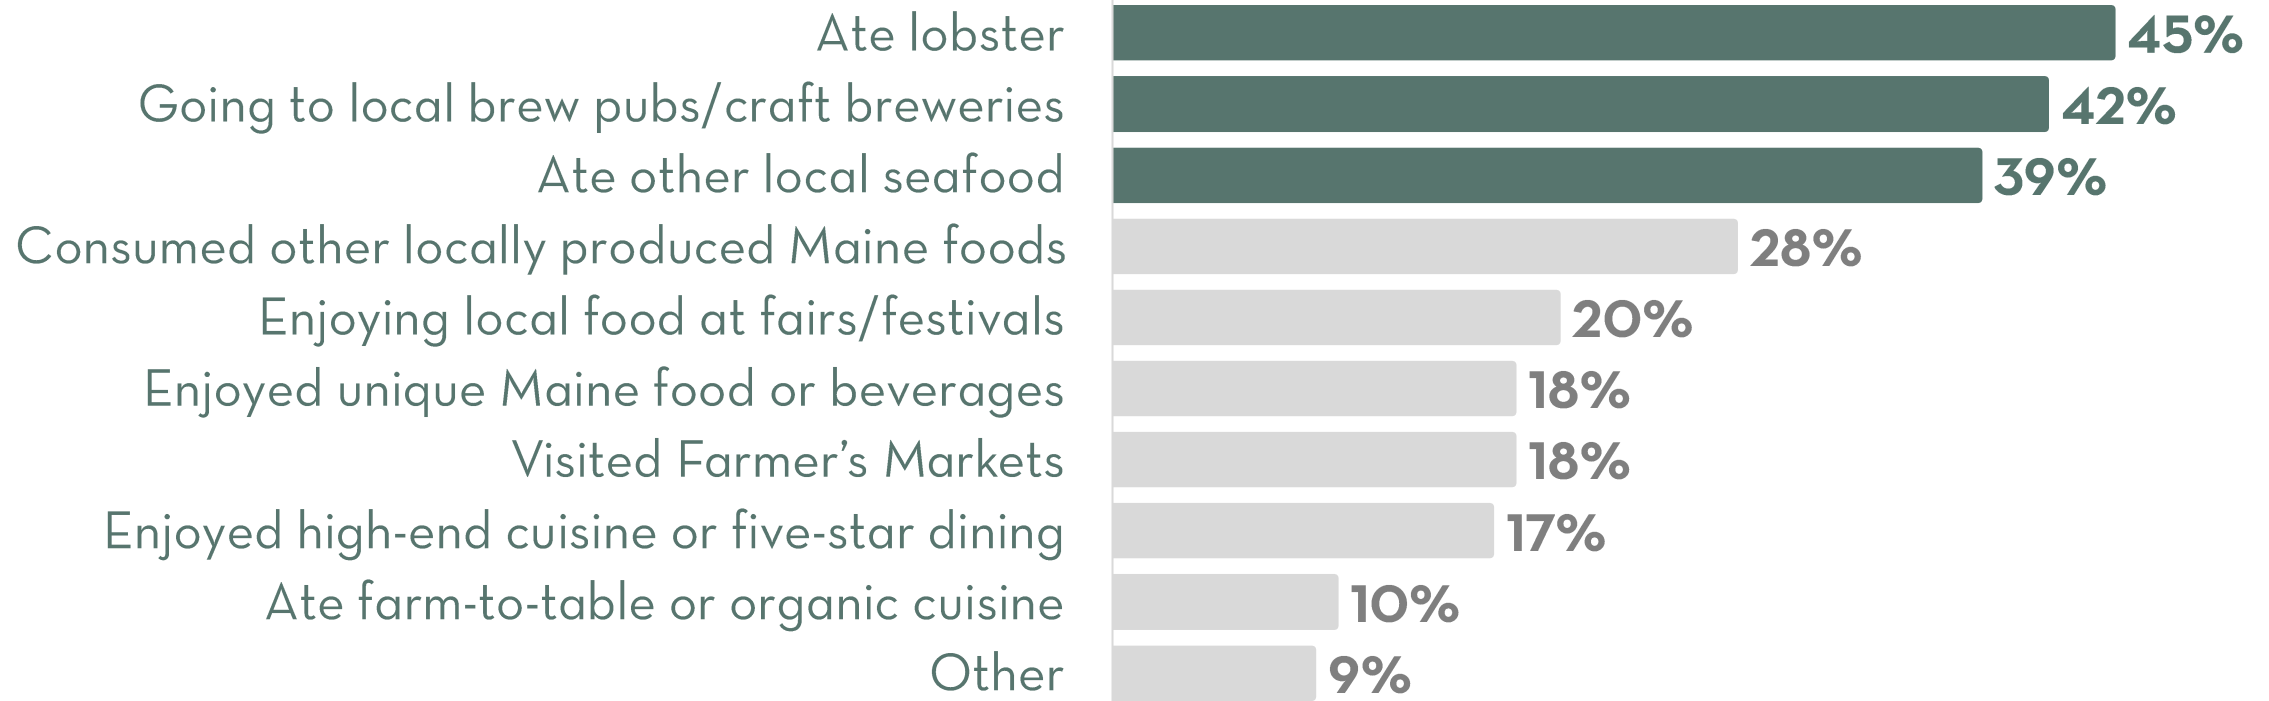 Ate lobster 45%
Going to local brew pubs/craft breweries 42%
Ate other local seafood 39%
Consumed other locally produced Maine foods 28%
Enjoying local food at fairs/festivals 20%
Enjoyed unique Maine food or beverages 18%
Visited Farmer’s Markets 18%
Enjoyed high-end cuisine or five-star dining 17%
Ate farm-to-table or organic cuisine 10%
Other 9%